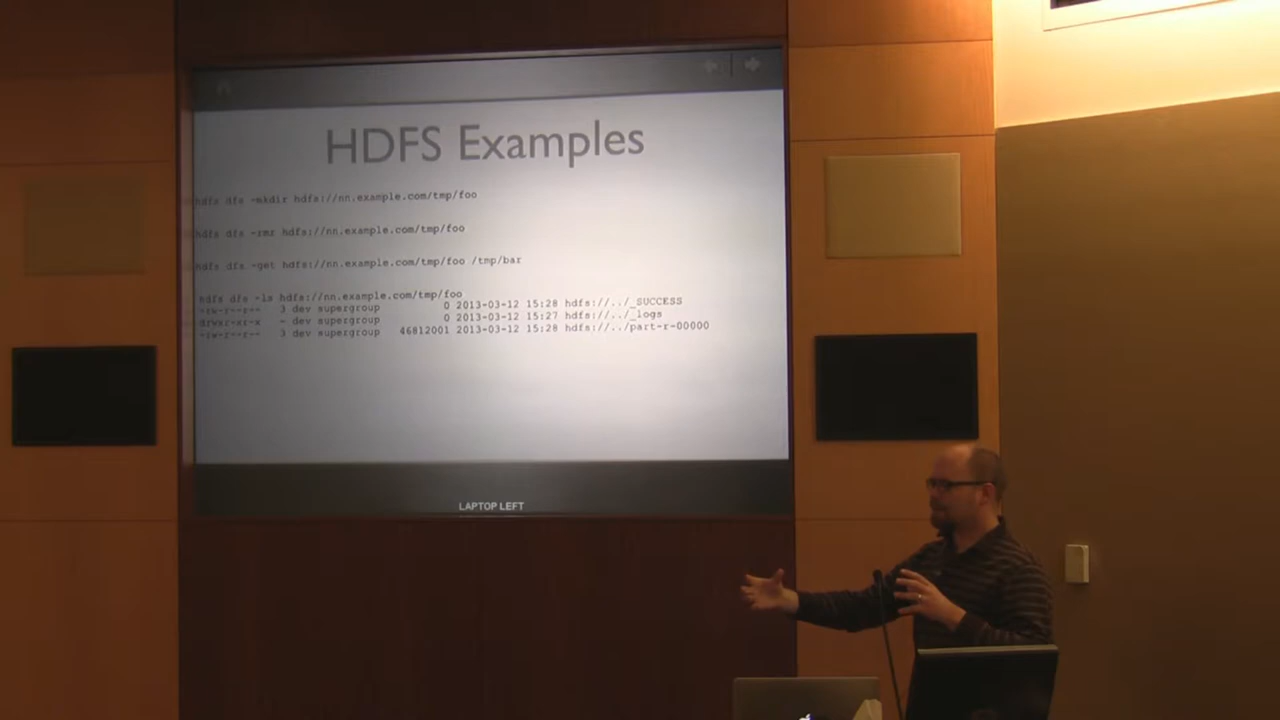 HDFS Examples
hdfs dfs -mkdir hdfs://nn.example.com/tmp/foo
hdfs dfs -rmr hdfs://nn.example.com/tmp/foo
hdfs dfs -get hdfs://nn.example.com/tmp/foo /tmp/bar
hdfs dfs -ls hdfs://nn.example.com/tmp/foo
-rw-r--r-- 3 dev supergroup 0 2013-03-12 15:28 hdfs://../_SUCCESS
drwxr-xr-x - dev supergroup 0 2013-03-12 15:27 hdfs://../_logs
-rw-r--r-- 3 dev supergroup 46812001 2013-03-12 15:28 hdfs://../part-r-00000
LAPTOP LEFT